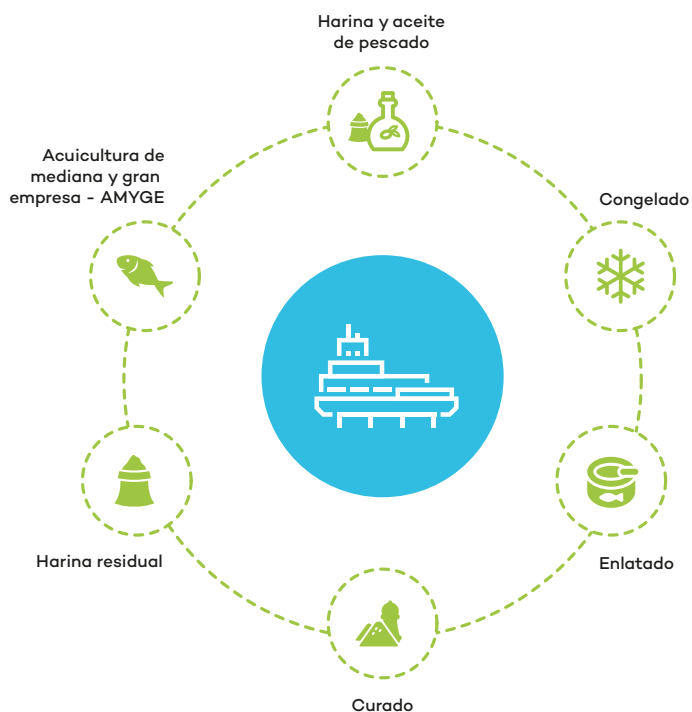 Harina y aceite
de pescado
Acuicultura de
mediana y gran
empresa - AMYGE
Congelado
Harina residual
Enlatado
Curado